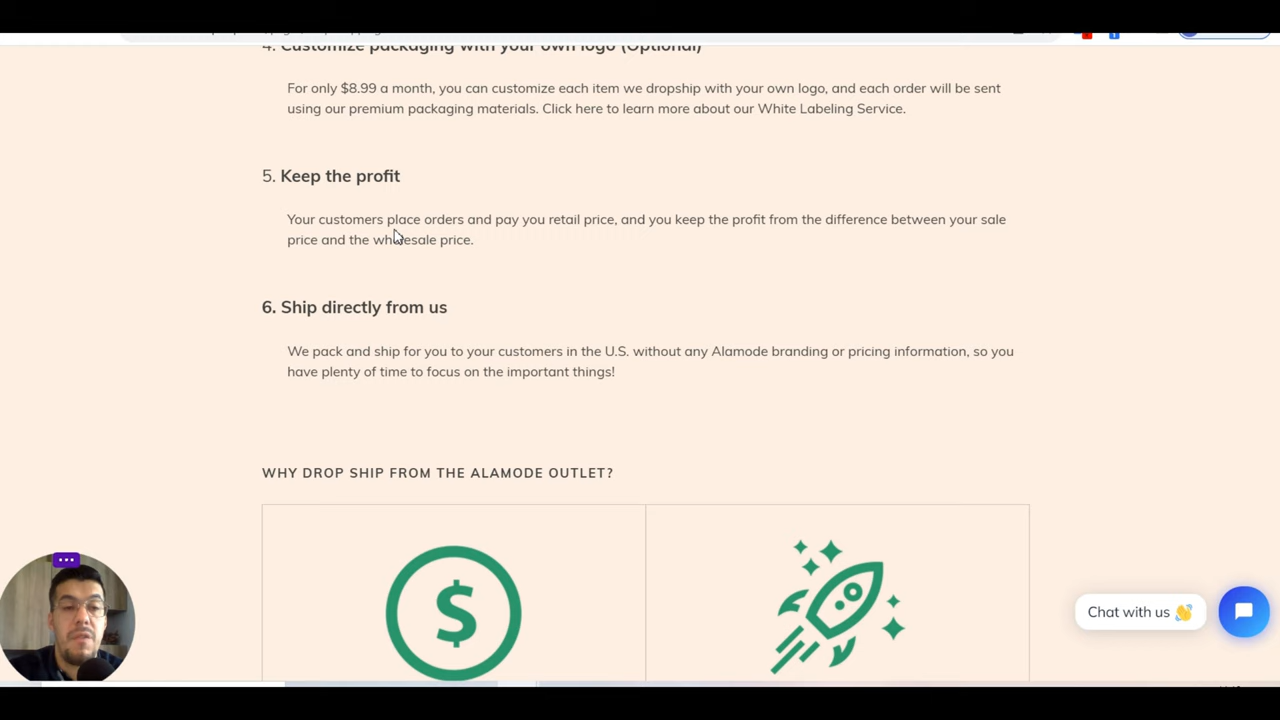 4. Customize packaging with your own logo (Optional)
For only $8.99 a month, you can customize each item we dropship with your own logo, and each order will be sent
using our premium packaging materials. Click here to learn more about our White Labeling Service.
5. Keep the profit
Your customers place orders and pay you retail price, and you keep the profit from the difference between your sale
price and the wholesale price.
6. Ship directly from us
We pack and ship for you to your customers in the U.S. without any Alamode branding or pricing information, so you
have plenty of time to focus on the important things!
WHY DROP SHIP FROM THE ALAMODE OUTLET?
$
Chat with us 👋